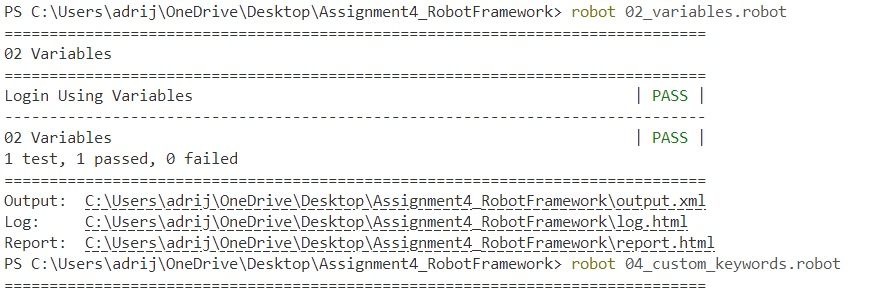 PS C:\Users\adrij\OneDrive\Desktop\Assignment4_RobotFramework> robot 02_variables.robot
==============================================================================
02 Variables
==============================================================================
Login Using Variables                                                 | PASS |
------------------------------------------------------------------------------
02 Variables                                                          | PASS |
1 test, 1 passed, 0 failed
==============================================================================
Output:  C:\Users\adrij\OneDrive\Desktop\Assignment4_RobotFramework\output.xml
Log:     C:\Users\adrij\OneDrive\Desktop\Assignment4_RobotFramework\log.html
Report:  C:\Users\adrij\OneDrive\Desktop\Assignment4_RobotFramework\report.html
PS C:\Users\adrij\OneDrive\Desktop\Assignment4_RobotFramework> robot 04_custom_keywords.robot
==============================================================================